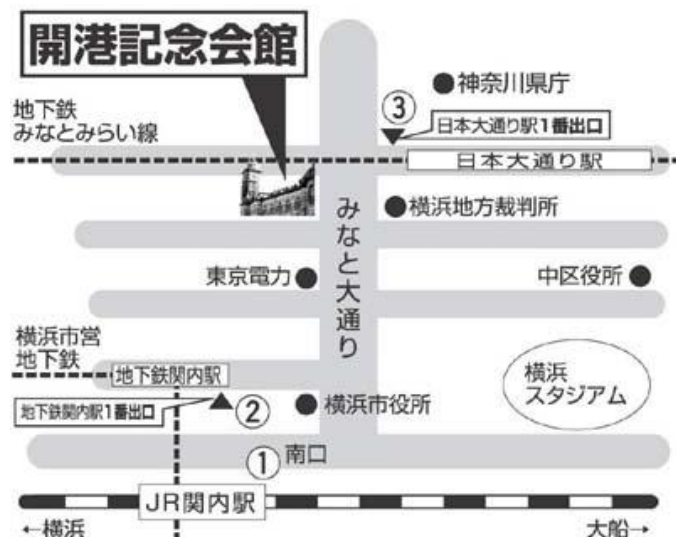 開港記念会館
神奈川県庁
③
地下鉄
みなとみらい線
日本大通り駅1番出口
日本大通り駅
みなと大通り
横浜地方裁判所
東京電力
中区役所
横浜市営
地下鉄
地下鉄関内駅
横浜
スタジアム
地下鉄関内駅1番出口
②
横浜市役所
①
南口
JR関内駅
←横浜
大船→